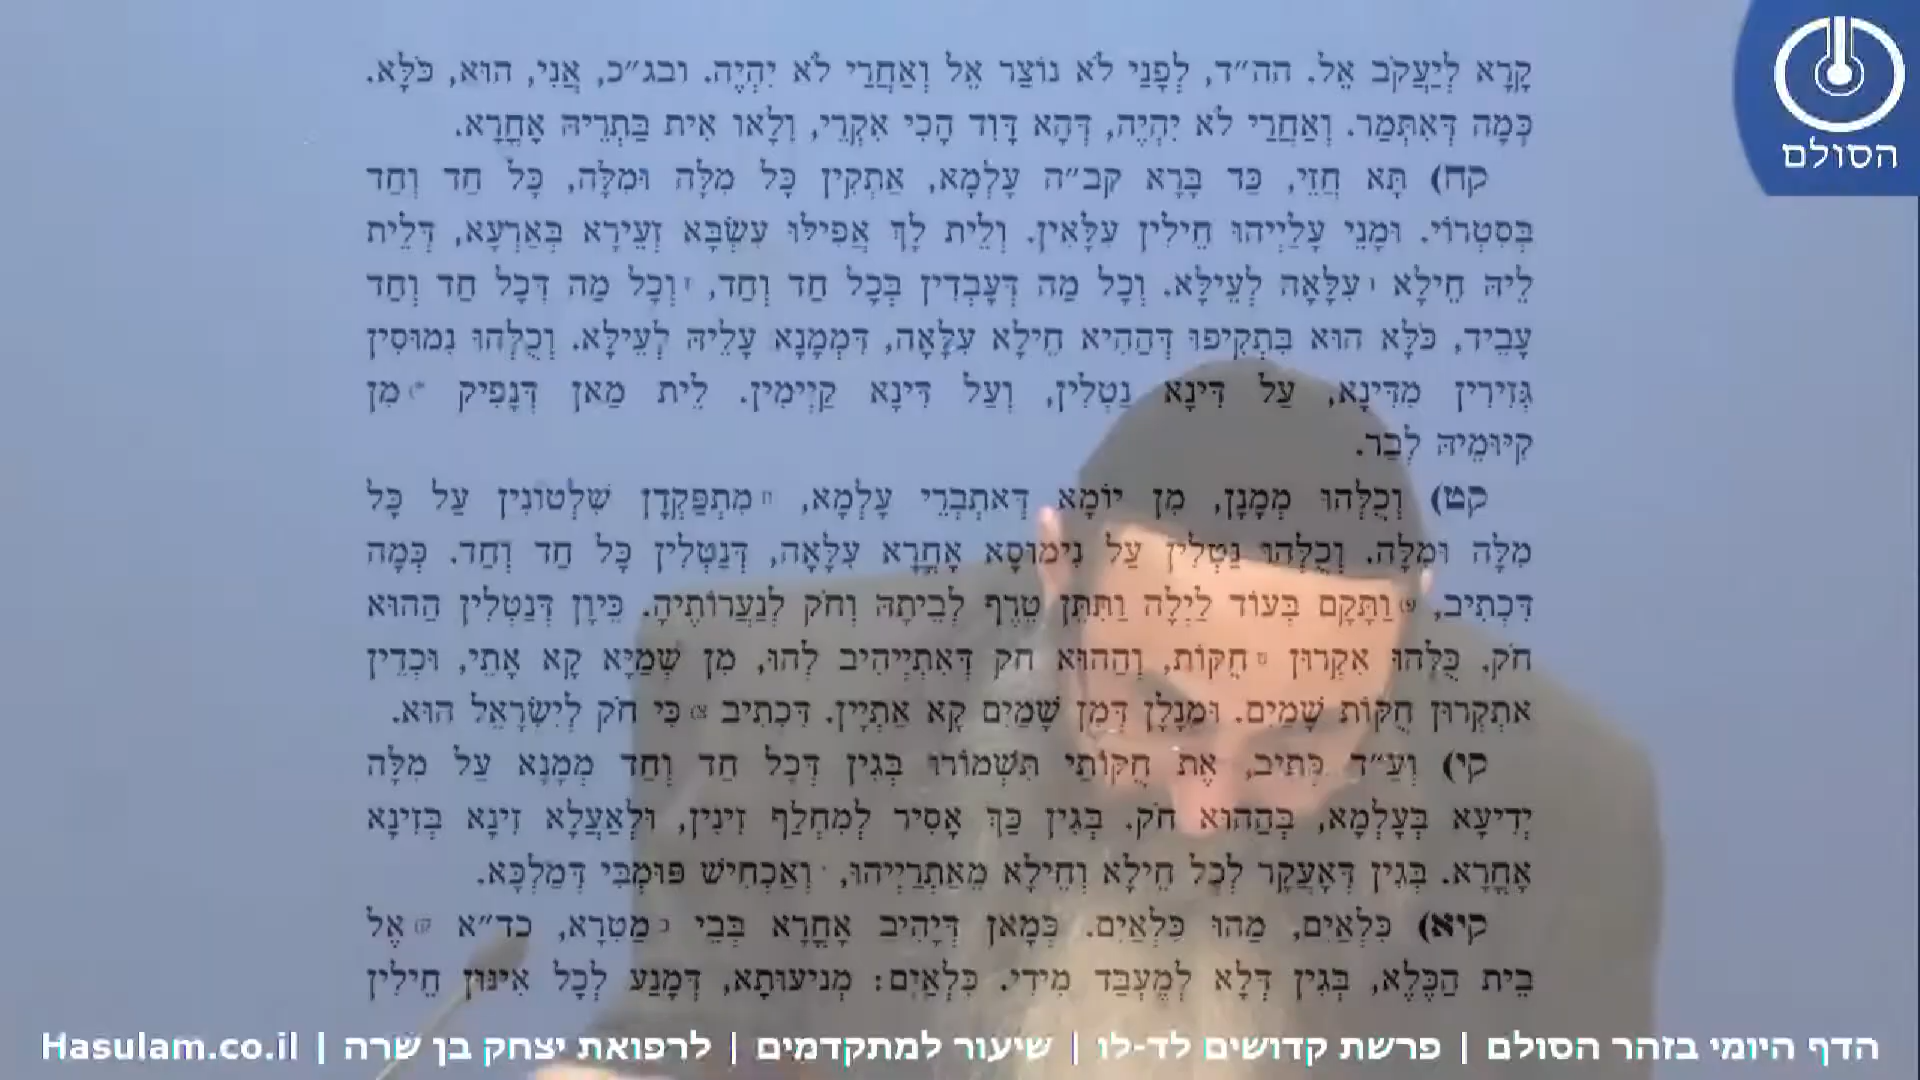 קָרָא לְיַעֲקֹב אֵל. הה״ד, לְפָנַי לֹא נוֹצַר אֵל וְאַחֲרַי לֹא יִהְיֶה. ובג״כ, אֲנִי, הוּא, כֹּלָּא.
כְּמָה דְּאִתְּמַר. וְאַחֲרַי לֹא יִהְיֶה, דְּהָא דָּוִד הָכִי אִקְרֵי, וְלָאו אִית בַּתְרֵיהּ אָחֳרָא.
קח) תָּא חֲזֵי, כַּד בָּרָא קב״ה עָלְמָא, אַתְקִין כָּל מִלָּה וּמִלָּה, כָּל חַד וְחַד
בְּסִטְרוֹי. וּמָנֵי עָלַיְיהוּ חֵילִין עִלָּאִין. וְלֵית לָךְ אֲפִילּוּ עִשְׂבָּא זְעֵירָא בְּאַרְעָא, דְּלֵית
לֵיהּ חֵילָא עִלָּאָה לְעֵילָּא. וְכָל מַה דְּעָבְדִין בְּכָל חַד וְחַד, וְכָל מַה דְּכָל חַד וְחַד
עָבֵיד, כֹּלָּא הוּא בִּתְקִיפוּ דְּהַהִיא חֵילָא עִלָּאָה, דִּמְמָנָא עָלֵיהּ לְעֵילָּא. וְכֻלְּהוּ נִמוּסִין
גְּזִירִין מִדִּינָא, עַל דִּינָא נַטְלִין, וְעַל דִּינָא קַיְימִין. לֵית מַאן דְּנָפִיק מִן
קִיּוּמֵיהּ לְבַר.
קט) וְכֻלְּהוּ מְמָנָן, מִן יוֹמָא דְּאִתְבְּרֵי עָלְמָא, מִתְפַּקְּדָן שִׁלְטוֹנִין עַל כָּל
מִלָּה וּמִלָּה. וְכֻלְּהוּ נַטְלִין עַל נִימוּסָא אָחֳרָא עִלָּאָה, דְּנַטְלִין כָּל חַד וְחַד. כְּמָה
דִּכְתִיב, וַתָּקָם בְּעוֹד לַיְלָה וַתִּתֵּן טֶרֶף לְבֵיתָהּ וְחֹק לְנַעֲרוֹתֶיהָ. כֵּיוָן דְּנַטְלִין הַהוּא
חֹק. כֻּלְּהוּ אִקְרוּן חֻקּוֹת, וְהַהוּא חֹק דְּאִתְיְיהִיב לְהוּ, מִן שְׁמַיָּא קָא אָתֵי, וּכְדֵין
אִתְקְרוּן חֻקּוֹת שָׁמַיִם. וּמְנָלָן דְּמִן שָׁמַיִם קָא אַתְיָין. דִּכְתִיב כִּי חֹק לְיִשְׂרָאֵל הוּא.
קי) וְעַ״ד כְּתִיב, אֶת חֻקּוֹתַי תִּשְׁמוֹרוּ בְּגִין דְּכָל חַד וְחַד מְמָנָא עַל מִלָּה
יְדִיעָא בְּעָלְמָא, בְּהַהוּא חֹק. בְּגִין כַּךְ אָסִיר לְמִחְלַף זִינִין, וּלְאַעֲלָא זִינָא בְּזִינָא
אָחֳרָא. בְּגִין דְּאָעֲקַר לְכָל חֵילָא וְחֵילָא מֵאַתְרַיְיהוּ, וְאַכְחִישׁ פּוּמְבֵּי דְּמַלְכָּא.
קיא) כִּלְאַיִם, מַהוּ כִּלְאַיִם. כְּמָאן דְּיָהִיב אָחֳרָא בְּבֵי מַטְרָא, כד״א אֶל
בֵּית הַכֶּלֶא, בְּגִין דְּלָא לְמֶעְבַּד מִידִי. כִּלְאַיִם: מְנִיעוּתָא, דְּמָנַע לְכָל אִינּוּן חֵילִין
הסולם
הדף היומי בזהר הסולם | פרשת קדושים לד-לו | שיעור למתקדמים | לרפואת יצחק בן שרה | Hasulam.co.il